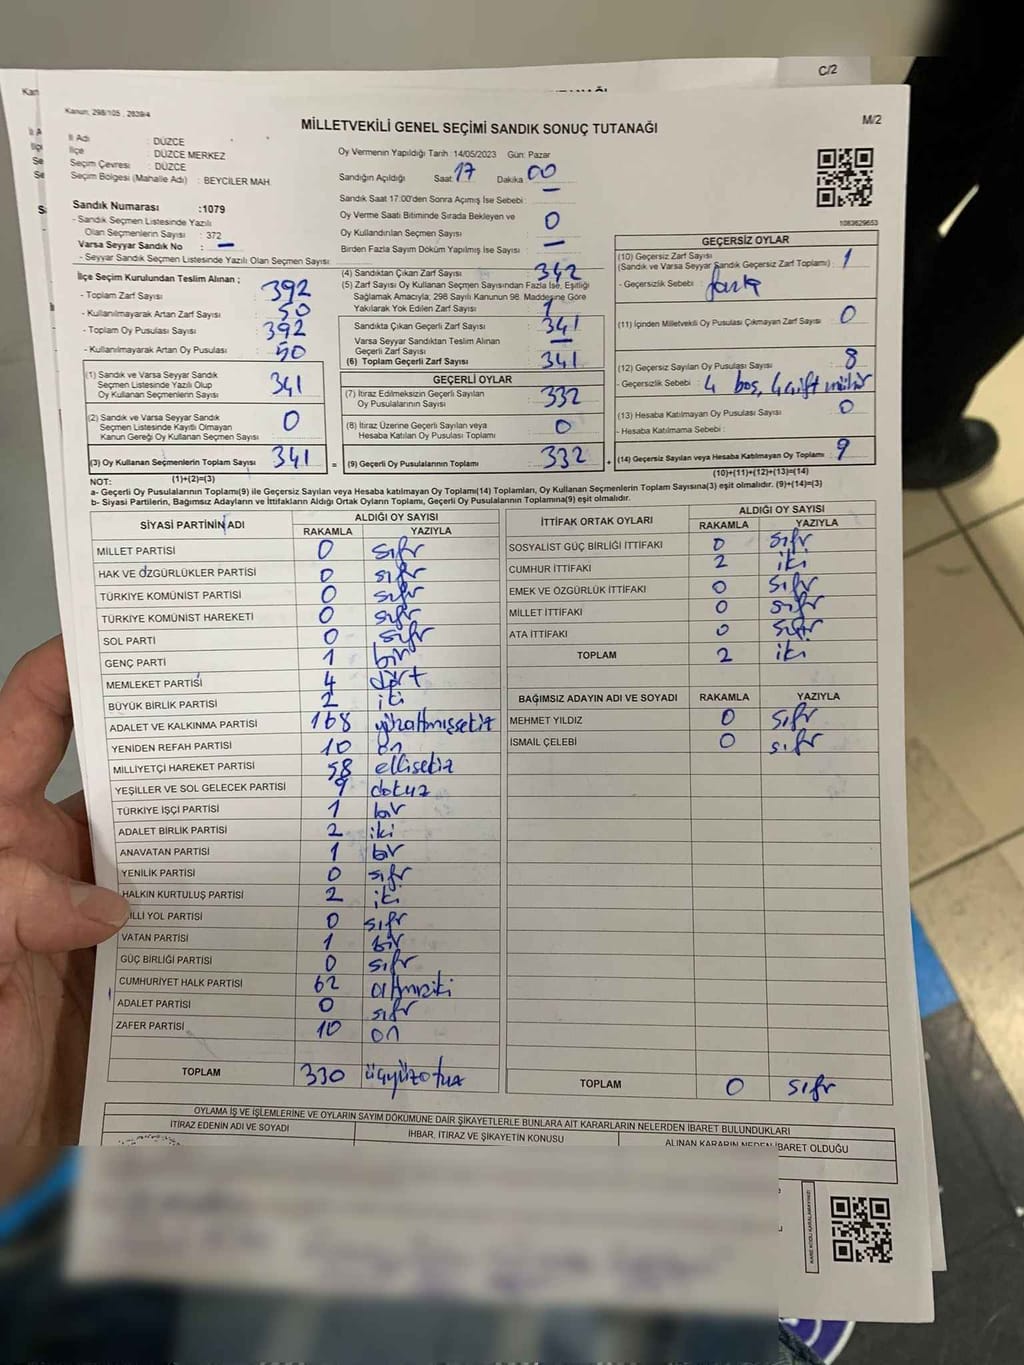 C/2
Kanun, 298/105 , 2839/4
M/2
MİLLETVEKİLİ GENEL SEÇİMİ SANDIK SONUÇ TUTANAĞI
İl Adı : DÜZCE
İlçe : DÜZCE MERKEZ
Seçim Çevresi : DÜZCE
Seçim Bölgesi (Mahalle Adı) : BEYCİLER MAH.
Sandık Numarası :1079
- Sandık Seçmen Listesinde Yazılı
Olan Seçmenlerin Sayısı : 372
Varsa Seyyar Sandık No : -
- Seyyar Sandık Seçmen Listesinde Yazılı Olan Seçmen Sayısı:
Oy Vermenin Yapıldığı Tarih :14/05/2023 Gün: Pazar
Sandığın Açıldığı Saat 17 Dakika 00
Sandık Saat 17:00'den Sonra Açımış İse Sebebi : -
Oy Verme Saati Bitiminde Sırada Bekleyen ve
Oy Kullandırılan Seçmen Sayısı 0
Birden Fazla Sayım Döküm Yapılmış İse Sayısı -
1083829653
İlçe Seçim Kurulundan Teslim Alınan ;
- Toplam Zarf Sayısı 392
- Kullanılmayarak Artan Zarf Sayısı 50
- Toplam Oy Pusulası Sayısı 392
- Kullanılmayarak Artan Oy Pusulası 50
(1) Sandık ve Varsa Seyyar Sandık
Seçmen Listesinde Yazılı Olup
Oy Kullanan Seçmenlerin Sayısı 341
(2) Sandık ve Varsa Seyyar Sandık
Seçmen Listesinde Kayıtlı Olmayan
Kanun Gereği Oy Kullanan Seçmen Sayısı 0
(3) Oy Kullanan Seçmenlerin Toplam Sayısı 341
(1)+(2)=(3)
(4) Sandıktan Çıkan Zarf Sayısı 342
(5) Zarf Sayısı Oy Kullanan Seçmen Sayısından Fazla İse, Eşitliği
Sağlamak Amacıyla; 298 Sayılı Kanunun 98. Maddesine Göre
Yakılarak Yok Edilen Zarf Sayısı 1
Sandıkta Çıkan Geçerli Zarf Sayısı 341
Varsa Seyyar Sandıktan Teslim Alınan
Geçerli Zarf Sayısı -
(6) Toplam Geçerli Zarf Sayısı 341
GEÇERLİ OYLAR
(7) İtiraz Edilmeksizin Geçerli Sayılan
Oy Pusulalarının Sayısı 332
(8) İtiraz Üzerine Geçerli Sayılan veya
Hesaba Katılan Oy Pusulası Toplamı 0
= (9) Geçerli Oy Pusulalarının Toplamı 332 +
GEÇERSİZ OYLAR
(10) Geçersiz Zarf Sayısı
(Sandık ve Varsa Seyyar Sandık Geçersiz Zarf Toplamı) : 1
- Geçersizlik Sebebi :
(11) İçinden Milletvekili Oy Pusulası Çıkmayan Zarf Sayısı : 0
(12) Geçersiz Sayılan Oy Pusulası Sayısı : 8
- Geçersizlik Sebebi : 4 boş, 4 çift mühür
(13) Hesaba Katılmayan Oy Pusulası Sayısı : 0
- Hesaba Katılmama Sebebi :
(14) Geçersiz Sayılan veya Hesaba Katılmayan Oy Toplamı : 9
(10)+(11)+(12)+(13)=(14)
NOT:
a- Geçerli Oy Pusulalarının Toplamı(9) ile Geçersiz Sayılan veya Hesaba katılmayan Oy Toplamı(14) Toplamları, Oy Kullanan Seçmenlerin Toplam Sayısına(3) eşit olmalıdır. (9)+(14)=(3)
b- Siyasi Partilerin, Bağımsız Adayların ve İttifakların Aldığı Ortak Oyların Toplamı, Geçerli Oy Pusulalarının Toplamına(9) eşit olmalıdır.
SİYASİ PARTİNİN ADI ALDIĞI OY SAYISI
RAKAMLA YAZIYLA
MİLLET PARTİSİ 0 sıfır
HAK VE ÖZGÜRLÜKLER PARTİSİ 0 sıfır
TÜRKİYE KOMÜNİST PARTİSİ 0 sıfır
TÜRKİYE KOMÜNİST HAREKETİ 0 sıfır
SOL PARTİ 0 sıfır
GENÇ PARTİ 1 bir
MEMLEKET PARTİSİ 4 dört
BÜYÜK BİRLİK PARTİSİ 2 iki
ADALET VE KALKINMA PARTİSİ 168 yüzaltmışsekiz
YENİDEN REFAH PARTİSİ 10 on
MİLLİYETÇİ HAREKET PARTİSİ 58 ellisekiz
YEŞİLLER VE SOL GELECEK PARTİSİ 9 dokuz
TÜRKİYE İŞÇİ PARTİSİ 1 bir
ADALET BİRLİK PARTİSİ 2 iki
ANAVATAN PARTİSİ 1 bir
YENİLİK PARTİSİ 0 sıfır
HALKIN KURTULUŞ PARTİSİ 2 iki
İLLİ YOL PARTİSİ 0 sıfır
VATAN PARTİSİ 1 bir
GÜÇ BİRLİĞİ PARTİSİ 0 sıfır
CUMHURİYET HALK PARTİSİ 62 altmışiki
ADALET PARTİSİ 0 sıfır
ZAFER PARTİSİ 10 on
TOPLAM 330 üçyüzotuz
İTTİFAK ORTAK OYLARI ALDIĞI OY SAYISI
RAKAMLA YAZIYLA
SOSYALİST GÜÇ BİRLİĞİ İTTİFAKI 0 sıfır
CUMHUR İTTİFAKI 2 iki
EMEK VE ÖZGÜRLÜK İTTİFAKI 0 sıfır
MİLLET İTTİFAKI 0 sıfır
ATA İTTİFAKI 0 sıfır
TOPLAM 2 iki
BAĞIMSIZ ADAYIN ADI VE SOYADI RAKAMLA YAZIYLA
MEHMET YILDIZ 0 sıfır
İSMAİL ÇELEBİ 0 sıfır
TOPLAM 0 sıfır
OYLAMA İŞ VE İŞLEMLERİNE VE OYLARIN SAYIM DÖKÜMÜNE DAİR ŞİKAYETLERLE BUNLARA AİT KARARLARIN NELERDEN İBARET BULUNDUKLARI
İTİRAZ EDENİN ADI VE SOYADI
İHBAR, İTİRAZ VE ŞİKAYETİN KONUSU
ALINAN KARARIN NEDEN İBARET OLDUĞU